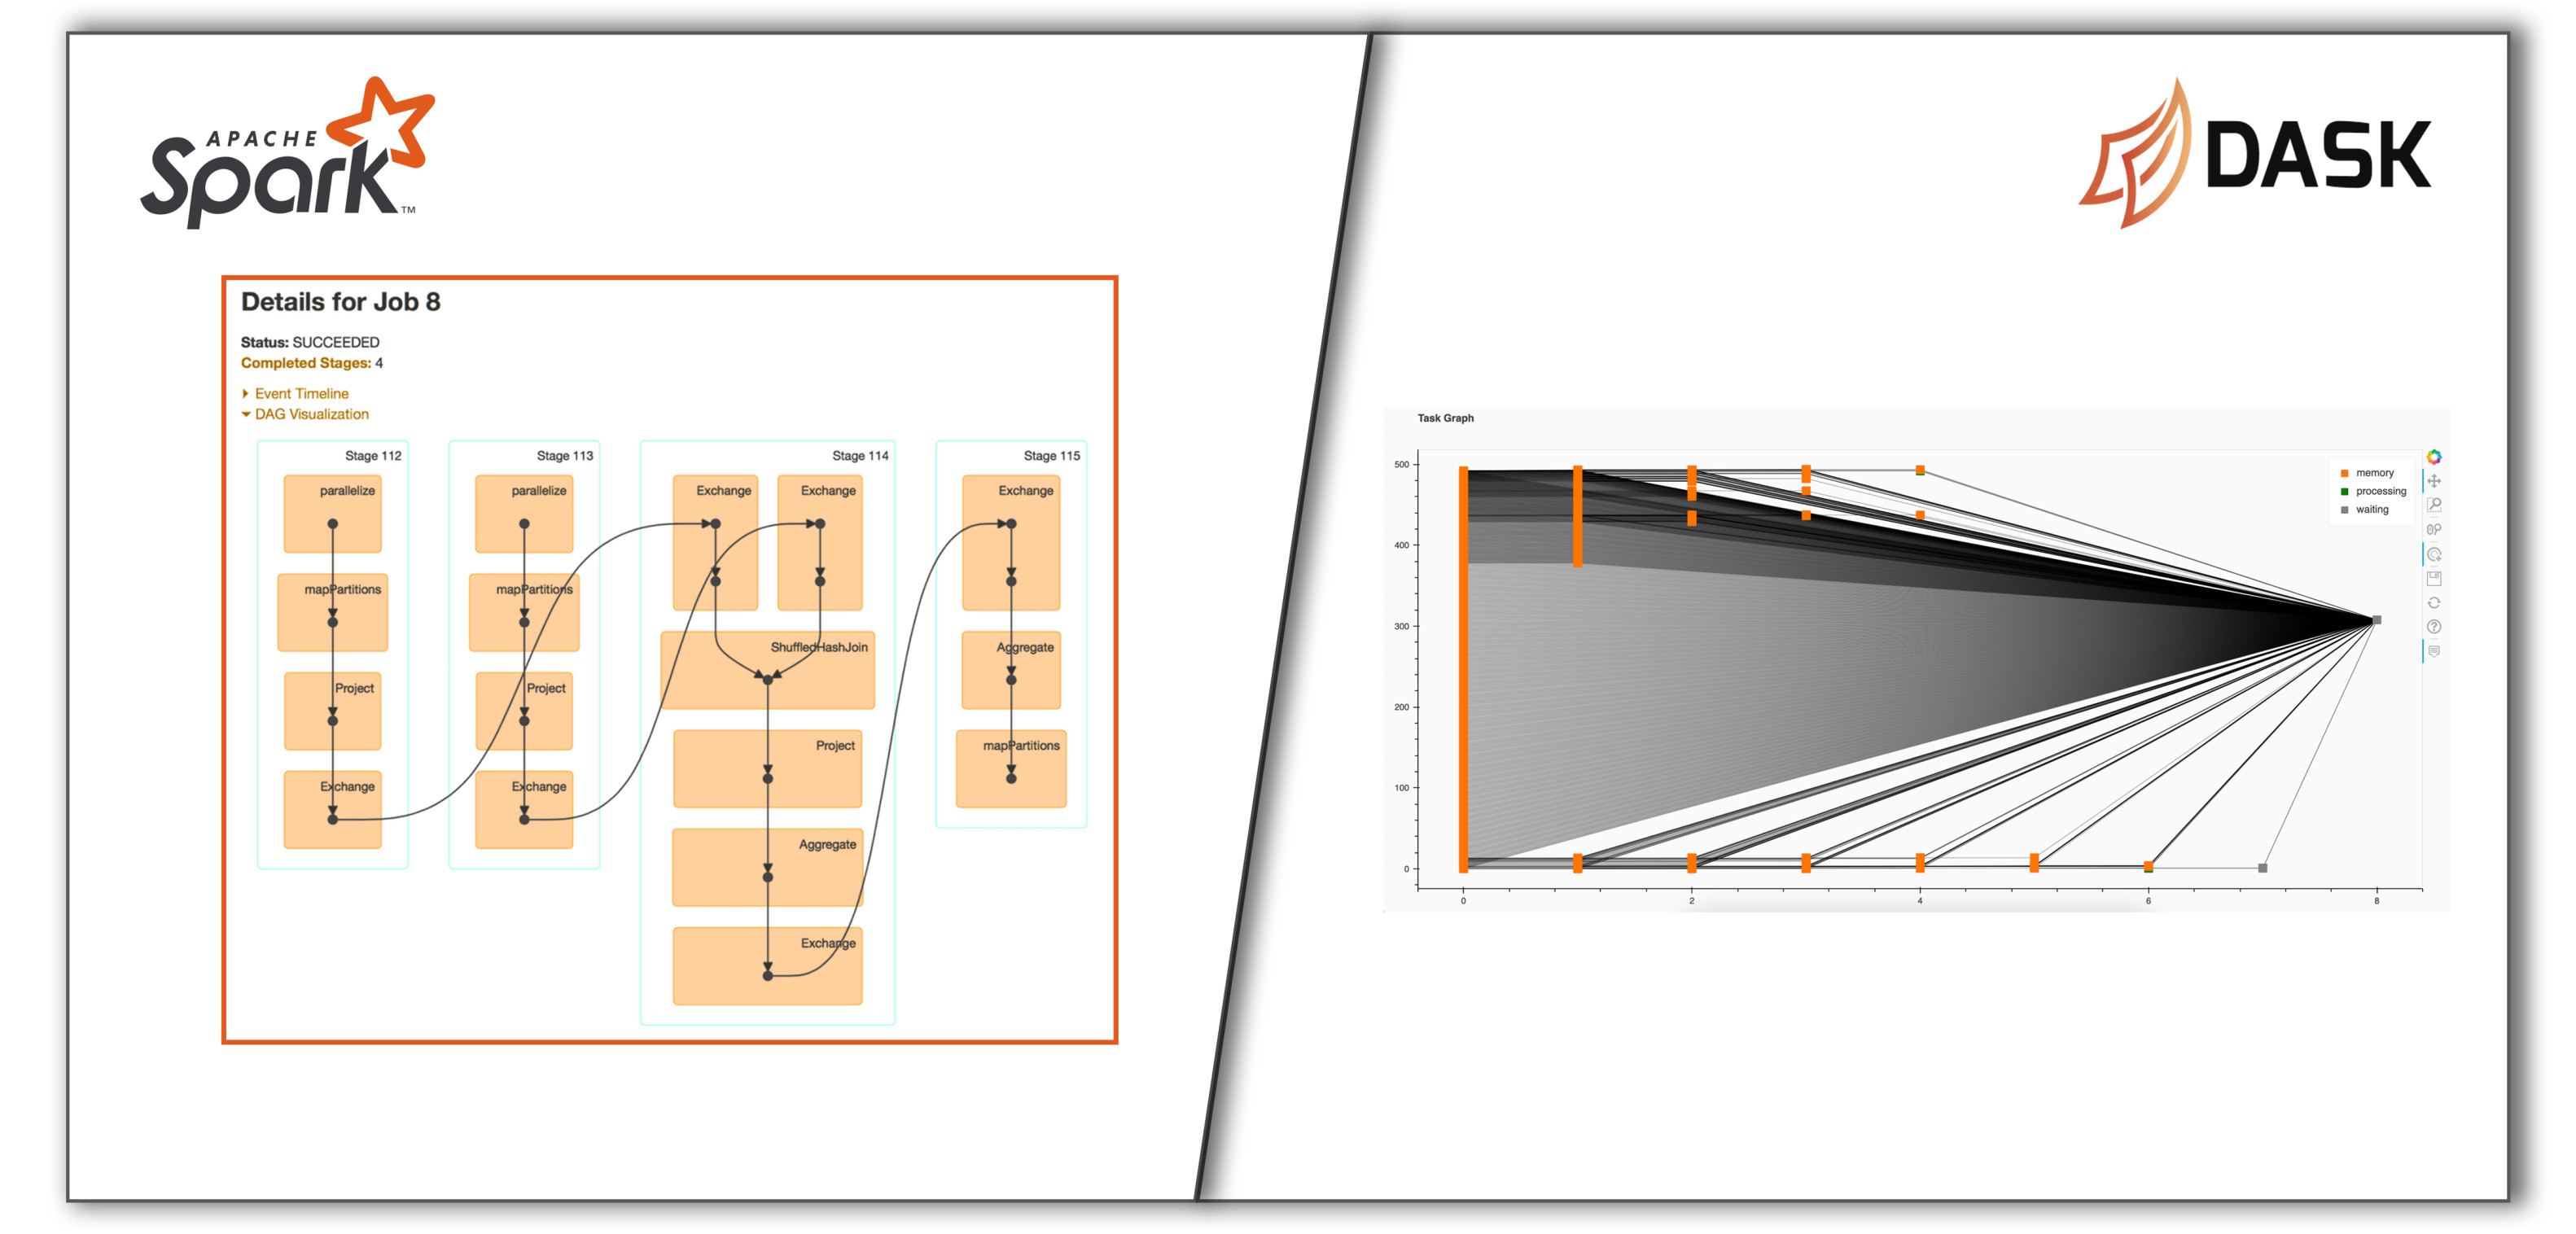 APACHE
Spark™
DASK
Details for Job 8
Status: SUCCEEDED
Completed Stages: 4
Event Timeline
DAG Visualization
Stage 112
parallelize
mapPartitions
Project
Exchange
Stage 113
parallelize
mapPartitions
Project
Exchange
Stage 114
Exchange
Exchange
ShuffledHashJoin
Project
Aggregate
Exchange
Stage 115
Exchange
Aggregate
mapPartitions
Task Graph
500
400
300
200
100
0
0
2
4
6
8
memory
processing
waiting